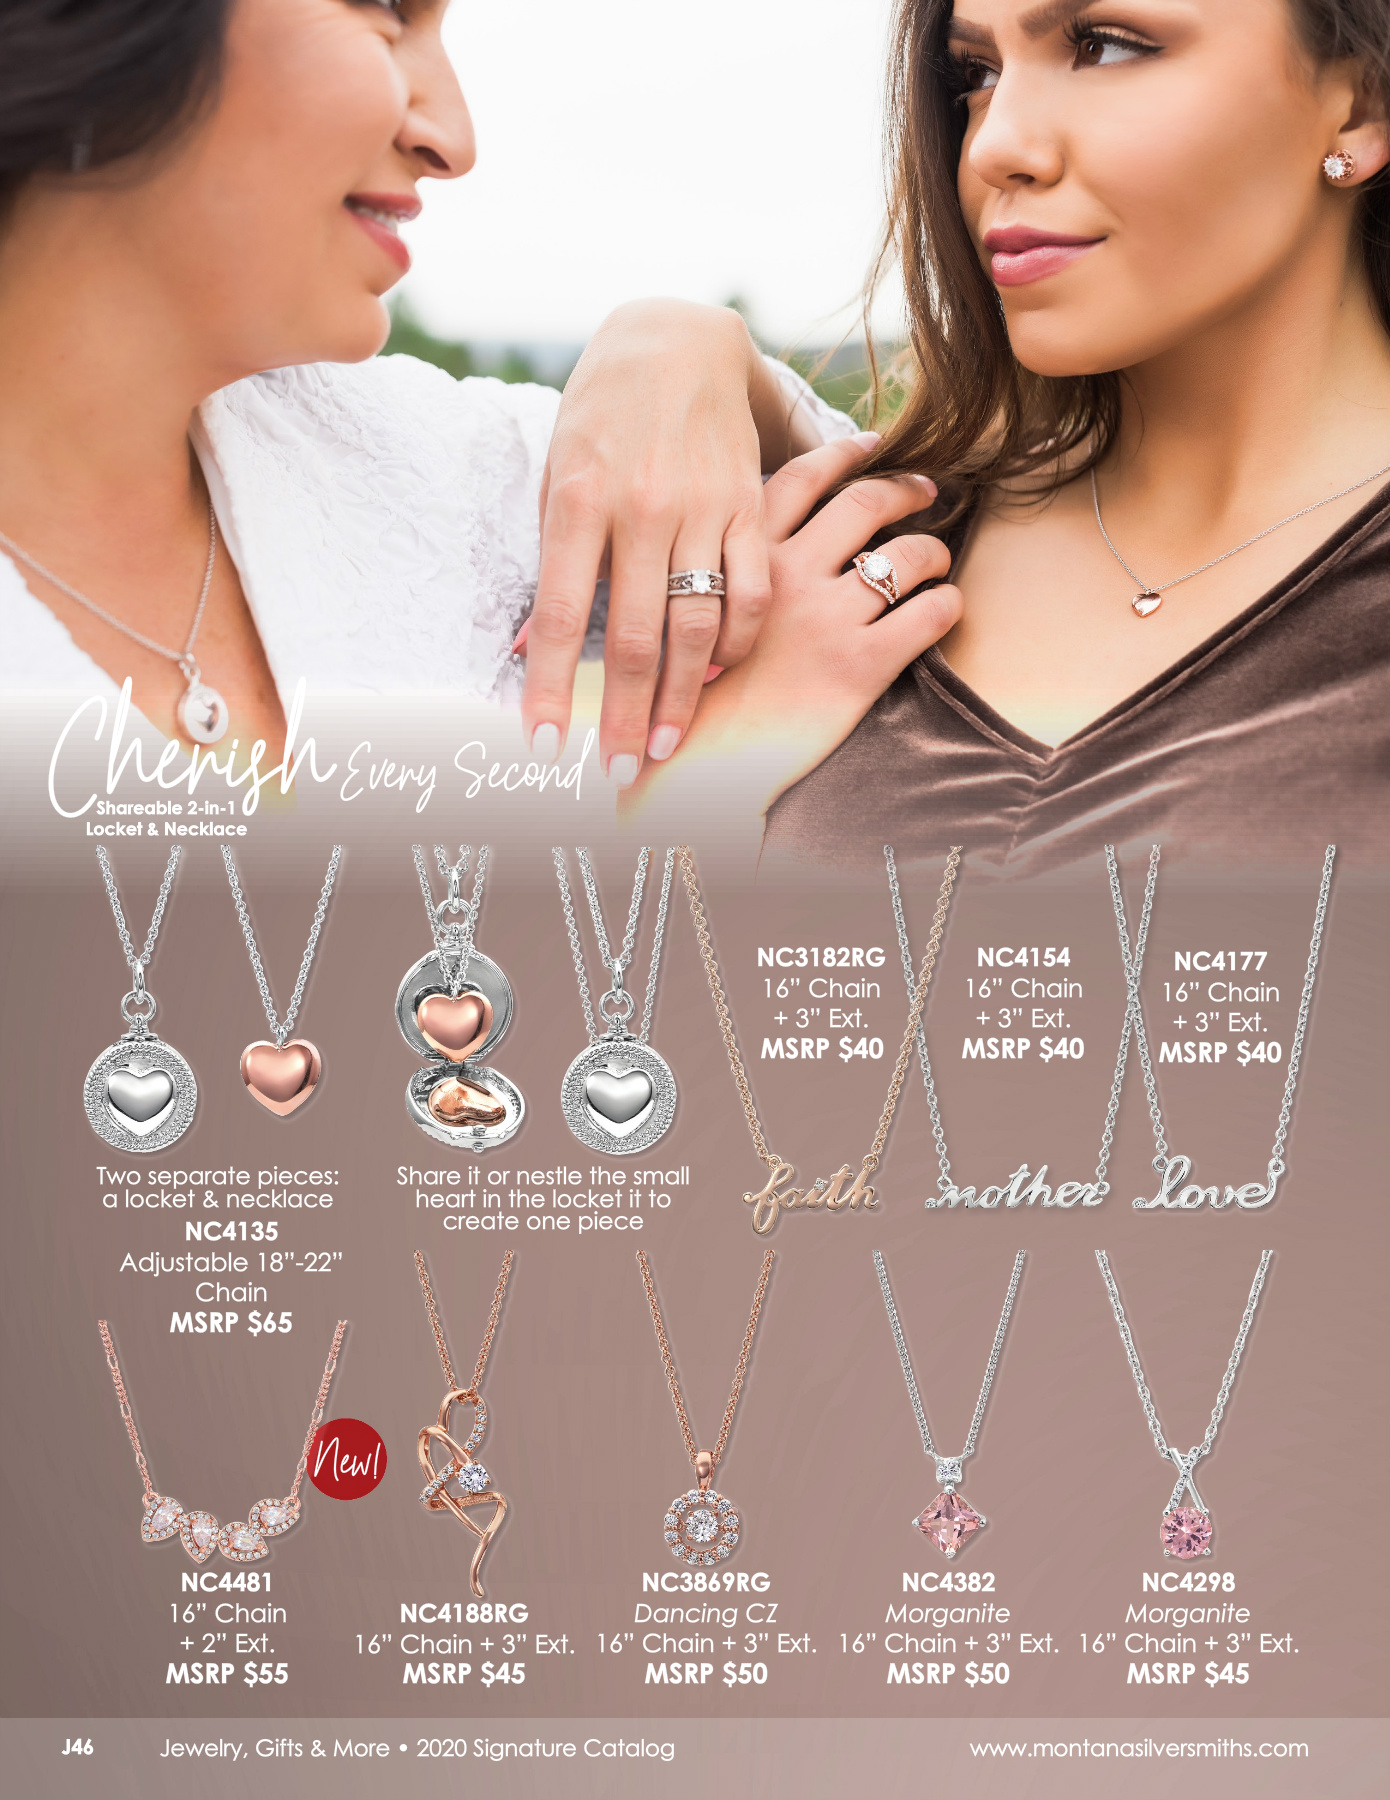 Cherish Every Second
Shareable 2-in-1
Locket & Necklace
Two separate pieces:
a locket & necklace
NC4135
Adjustable 18”-22”
Chain
MSRP $65
Share it or nestle the small
heart in the locket it to
create one piece
NC3182RG
16” Chain
+ 3” Ext.
MSRP $40
faith
NC4154
16” Chain
+ 3” Ext.
MSRP $40
mother
NC4177
16” Chain
+ 3” Ext.
MSRP $40
love
New!
NC4481
16” Chain
+ 2” Ext.
MSRP $55
NC4188RG
16” Chain + 3” Ext.
MSRP $45
NC3869RG
Dancing CZ
16” Chain + 3” Ext.
MSRP $50
NC4382
Morganite
16” Chain + 3” Ext.
MSRP $50
NC4298
Morganite
16” Chain + 3” Ext.
MSRP $45
J46
Jewelry, Gifts & More • 2020 Signature Catalog
www.montanasilversmiths.com